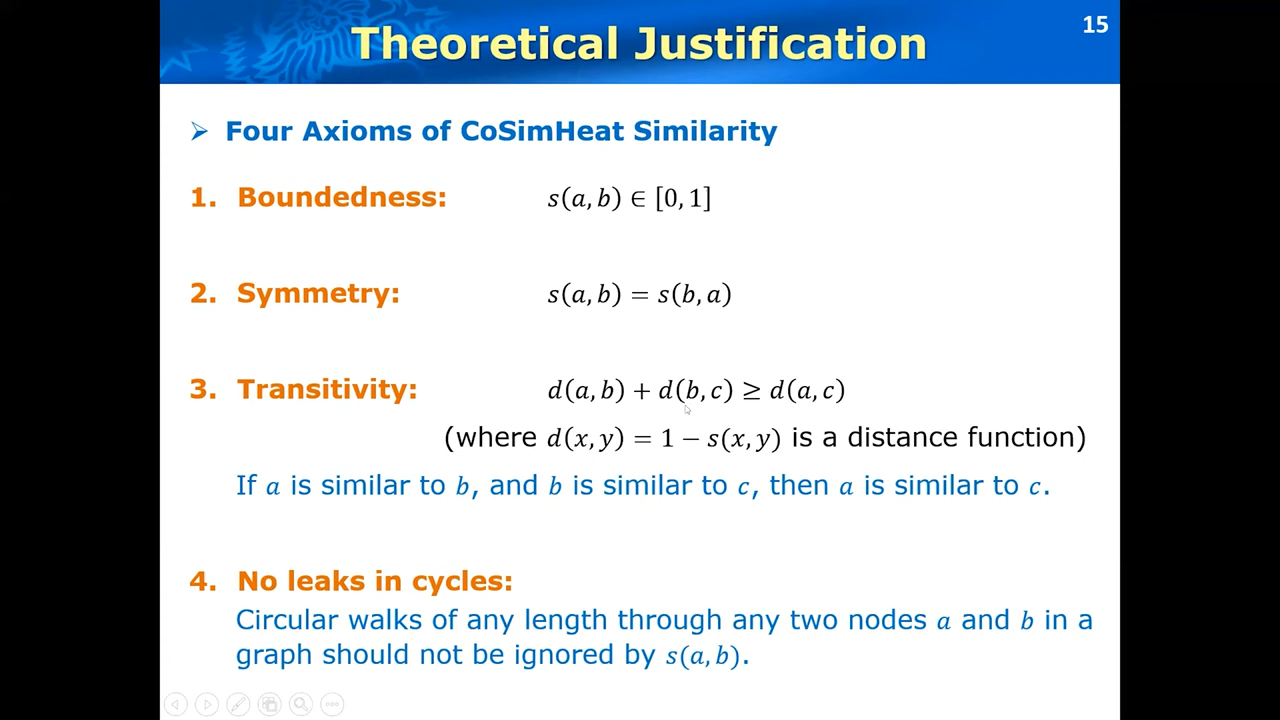 15
Theoretical Justification
➢ Four Axioms of CoSimHeat Similarity
1. Boundedness: s(a, b) ∈ [0, 1]
2. Symmetry: s(a, b) = s(b, a)
3. Transitivity: d(a, b) + d(b, c) ≥ d(a, c)
(where d(x, y) = 1 − s(x, y) is a distance function)
If a is similar to b, and b is similar to c, then a is similar to c.
4. No leaks in cycles:
Circular walks of any length through any two nodes a and b in a
graph should not be ignored by s(a, b).